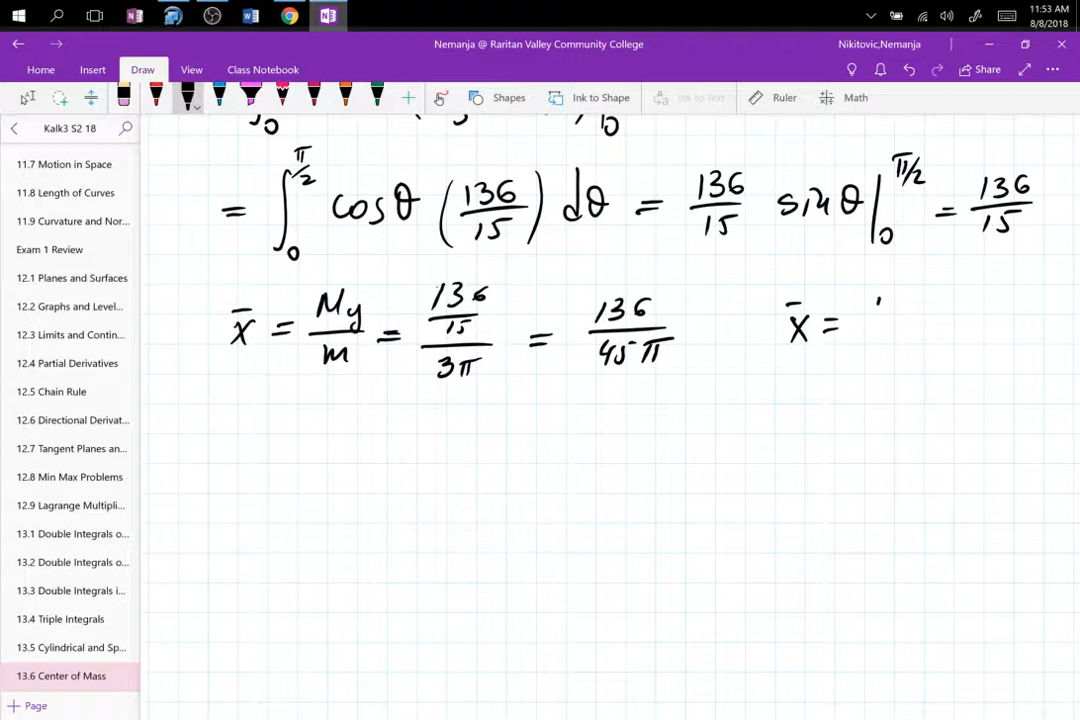 11:53 AM
8/8/2018
Nemanja @ Raritan Valley Community College
Nikitovic,Nemanja
Home Insert Draw View Class Notebook
Share
Shapes Ink to Shape Ink to Text Ruler Math
Kalk3 S2 18
11.7 Motion in Space
11.8 Length of Curves
11.9 Curvature and Nor...
Exam 1 Review
12.1 Planes and Surfaces
12.2 Graphs and Level...
12.3 Limits and Contin...
12.4 Partial Derivatives
12.5 Chain Rule
12.6 Directional Derivat...
12.7 Tangent Planes an...
12.8 Min Max Problems
12.9 Lagrange Multipli...
13.1 Double Integrals o...
13.2 Double Integrals o...
13.3 Double Integrals i...
13.4 Triple Integrals
13.5 Cylindrical and Sp...
13.6 Center of Mass
+ Page
= ∫₀^(π/2) cosθ (136/15) dθ = 136/15 sinθ |₀^(π/2) = 136/15
x̄ = My/m = (136/15)/(3π) = 136/(45π) x̄ =